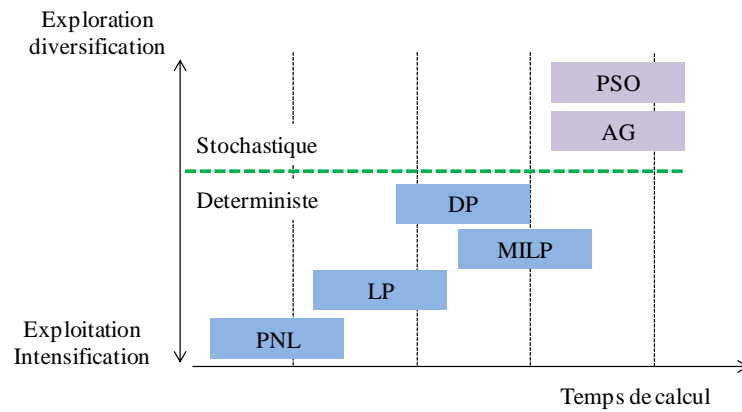 Exploration
diversification
PSO
AG
Stochastique
Deterministe
DP
MILP
LP
Exploitation
Intensification
PNL
Temps de calcul